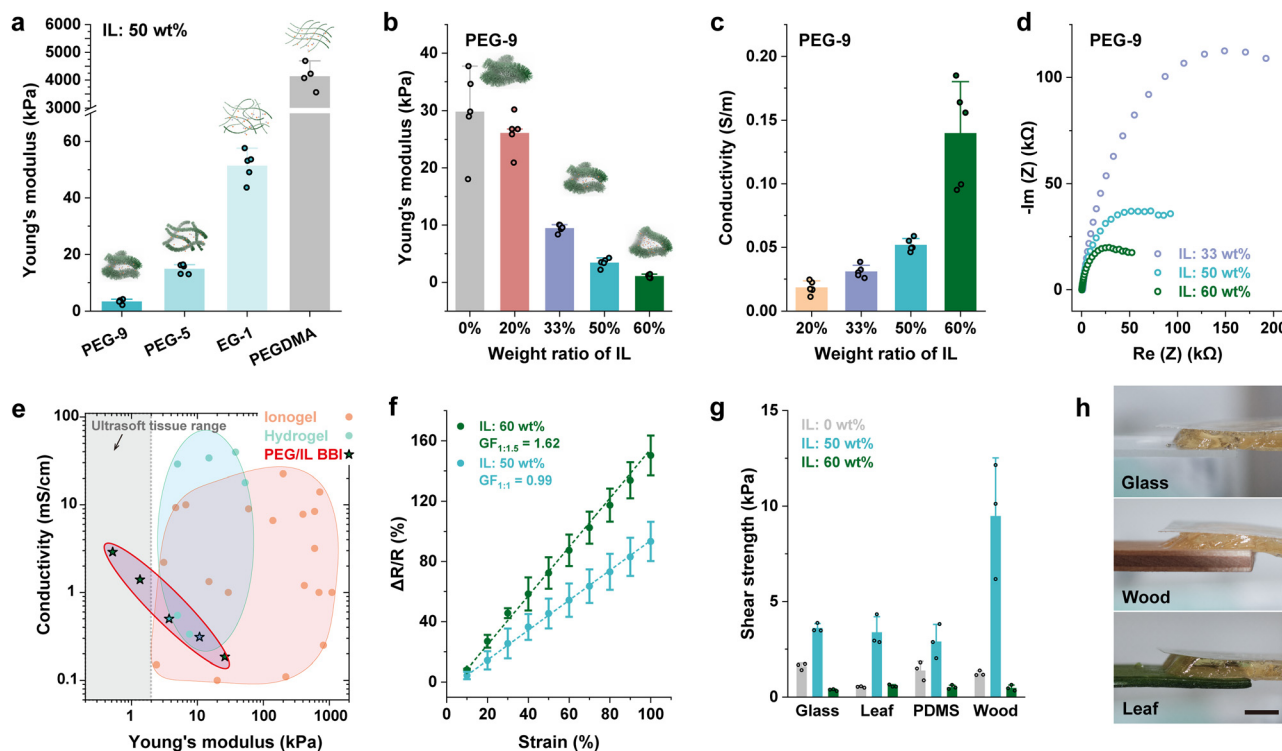 a
IL: 50 wt%
Young's modulus (kPa)
6000
5000
4000
3000
60
40
20
0
PEG-9
PEG-5
EG-1
PEGDMA
b
PEG-9
Young's modulus (kPa)
40
30
20
10
0
0%
20%
33%
50%
60%
Weight ratio of IL
c
PEG-9
Conductivity (S/m)
0.20
0.15
0.10
0.05
0.00
20%
33%
50%
60%
Weight ratio of IL
d
PEG-9
-Im (Z) (kΩ)
100
50
0
IL: 33 wt%
IL: 50 wt%
IL: 60 wt%
0
50
100
150
200
Re (Z) (kΩ)
e
Conductivity (mS/cm)
100
10
1
0.1
Ultrasoft tissue range
Ionogel
Hydrogel
PEG/IL BBI
1
10
100
1000
Young's modulus (kPa)
f
ΔR/R (%)
160
120
80
40
0
IL: 60 wt%
GF1:1.5 = 1.62
IL: 50 wt%
GF1:1 = 0.99
20
40
60
80
100
Strain (%)
g
Shear strength (kPa)
15
10
5
0
IL: 0 wt%
IL: 50 wt%
IL: 60 wt%
Glass
Leaf
PDMS
Wood
h
Glass
Wood
Leaf